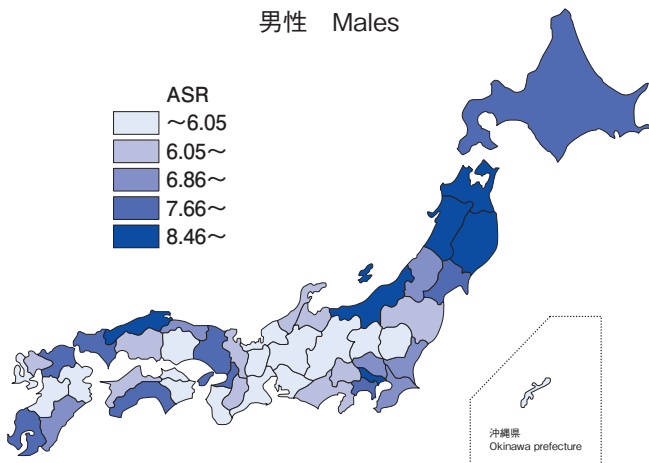 男性 Males
ASR
～6.05
6.05～
6.86～
7.66～
8.46～
沖縄県
Okinawa prefecture